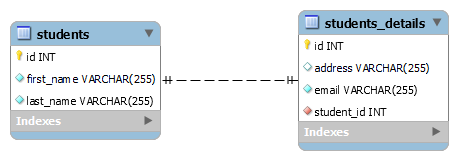 students
id INT
first_name VARCHAR(255)
last_name VARCHAR(255)
Indexes
students_details
id INT
address VARCHAR(255)
email VARCHAR(255)
student_id INT
Indexes